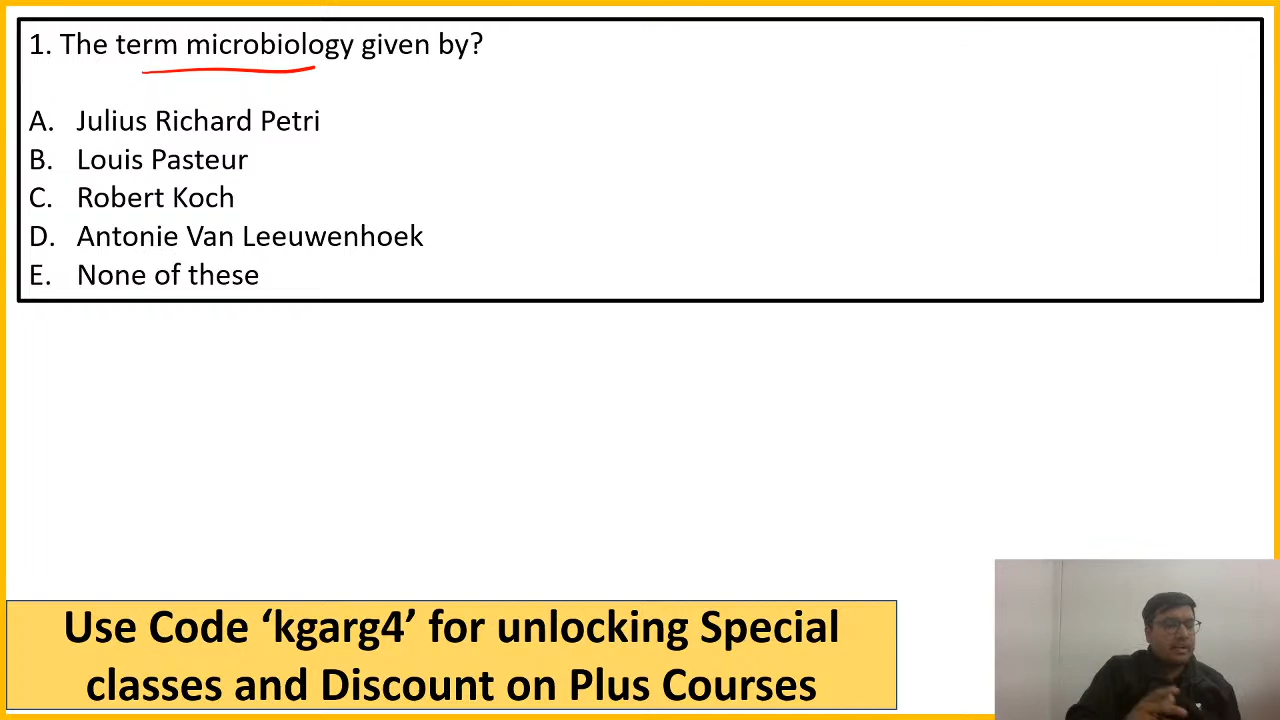 1. The term microbiology given by?
A. Julius Richard Petri
B. Louis Pasteur
C. Robert Koch
D. Antonie Van Leeuwenhoek
E. None of these
Use Code ‘kgarg4’ for unlocking Special
classes and Discount on Plus Courses